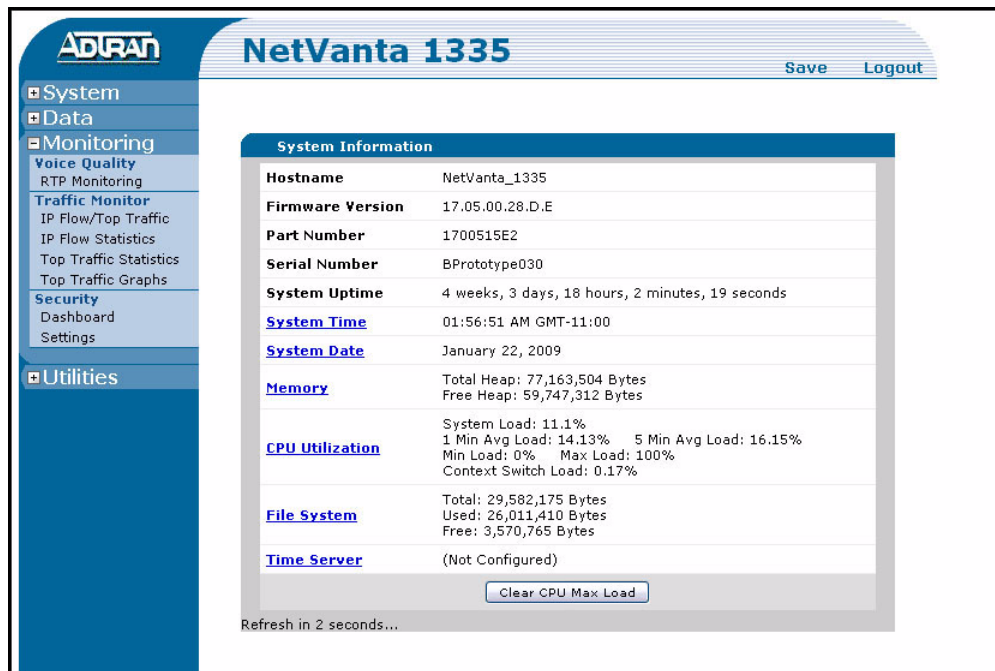 ADTRAN
NetVanta 1335
Save Logout
System
Data
Monitoring
Voice Quality
RTP Monitoring
Traffic Monitor
IP Flow/Top Traffic
IP Flow Statistics
Top Traffic Statistics
Top Traffic Graphs
Security
Dashboard
Settings
Utilities
System Information
Hostname NetVanta_1335
Firmware Version 17.05.00.28.D.E
Part Number 1700515E2
Serial Number BPrototype030
System Uptime 4 weeks, 3 days, 18 hours, 2 minutes, 19 seconds
System Time 01:56:51 AM GMT-11:00
System Date January 22, 2009
Memory Total Heap: 77,163,504 Bytes
Free Heap: 59,747,312 Bytes
CPU Utilization System Load: 11.1%
1 Min Avg Load: 14.13% 5 Min Avg Load: 16.15%
Min Load: 0% Max Load: 100%
Context Switch Load: 0.17%
File System Total: 29,582,175 Bytes
Used: 26,011,410 Bytes
Free: 3,570,765 Bytes
Time Server (Not Configured)
Clear CPU Max Load
Refresh in 2 seconds...